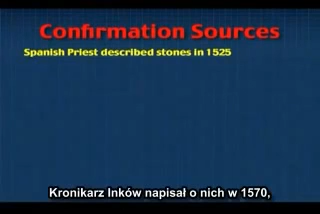 Confirmation Sources
Spanish Priest described stones in 1525
Kronikarz Inków napisał o nich w 1570,